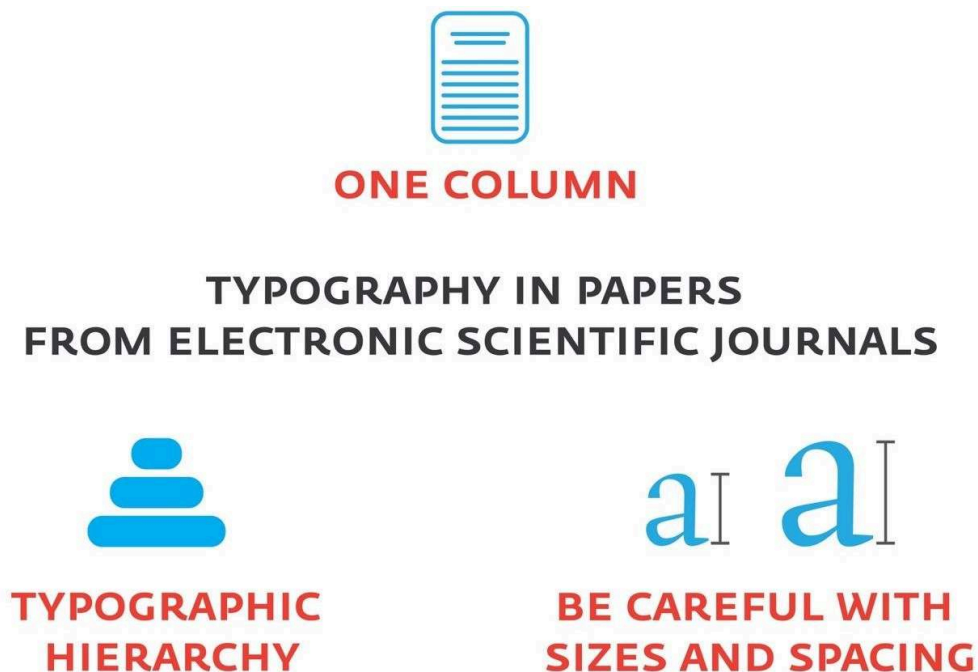 ONE COLUMN
TYPOGRAPHY IN PAPERS
FROM ELECTRONIC SCIENTIFIC JOURNALS
a a
TYPOGRAPHIC
HIERARCHY
BE CAREFUL WITH
SIZES AND SPACING